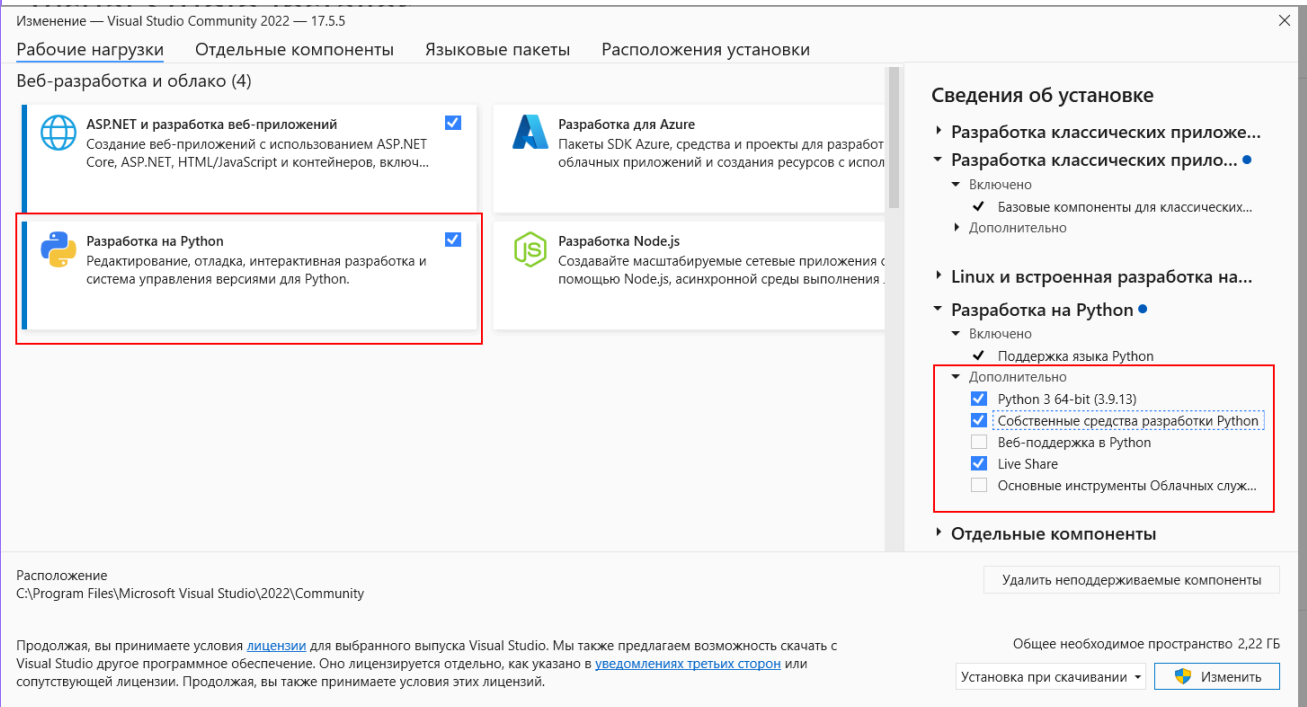 Изменение — Visual Studio Community 2022 — 17.5.5
Рабочие нагрузки Отдельные компоненты Языковые пакеты Расположения установки
Веб-разработка и облако (4)
ASP.NET и разработка веб-приложений
Создание веб-приложений с использованием ASP.NET
Core, ASP.NET, HTML/JavaScript и контейнеров, включ...
Разработка для Azure
Пакеты SDK Azure, средства и проекты для разработ
облачных приложений и создания ресурсов с испол
Разработка на Python
Редактирование, отладка, интерактивная разработка и
система управления версиями для Python.
JS
Разработка Node.js
Создавайте масштабируемые сетевые приложения с
помощью Node.js, асинхронной среды выполнения .
Сведения об установке
Разработка классических приложе...
Разработка классических прило...
Включено
Базовые компоненты для классических...
Дополнительно
Linux и встроенная разработка на...
Разработка на Python
Включено
Поддержка языка Python
Дополнительно
Python 3 64-bit (3.9.13)
Собственные средства разработки Python
Веб-поддержка в Python
Live Share
Основные инструменты Облачных служ...
Отдельные компоненты
Расположение
C:\Program Files\Microsoft Visual Studio\2022\Community
Удалить неподдерживаемые компоненты
Продолжая, вы принимаете условия лицензии для выбранного выпуска Visual Studio. Мы также предлагаем возможность скачать с
Visual Studio другое программное обеспечение. Оно лицензируется отдельно, как указано в уведомлениях третьих сторон или
сопутствующей лицензии. Продолжая, вы также принимаете условия этих лицензий.
Общее необходимое пространство 2,22 ГБ
Установка при скачивании
Изменить